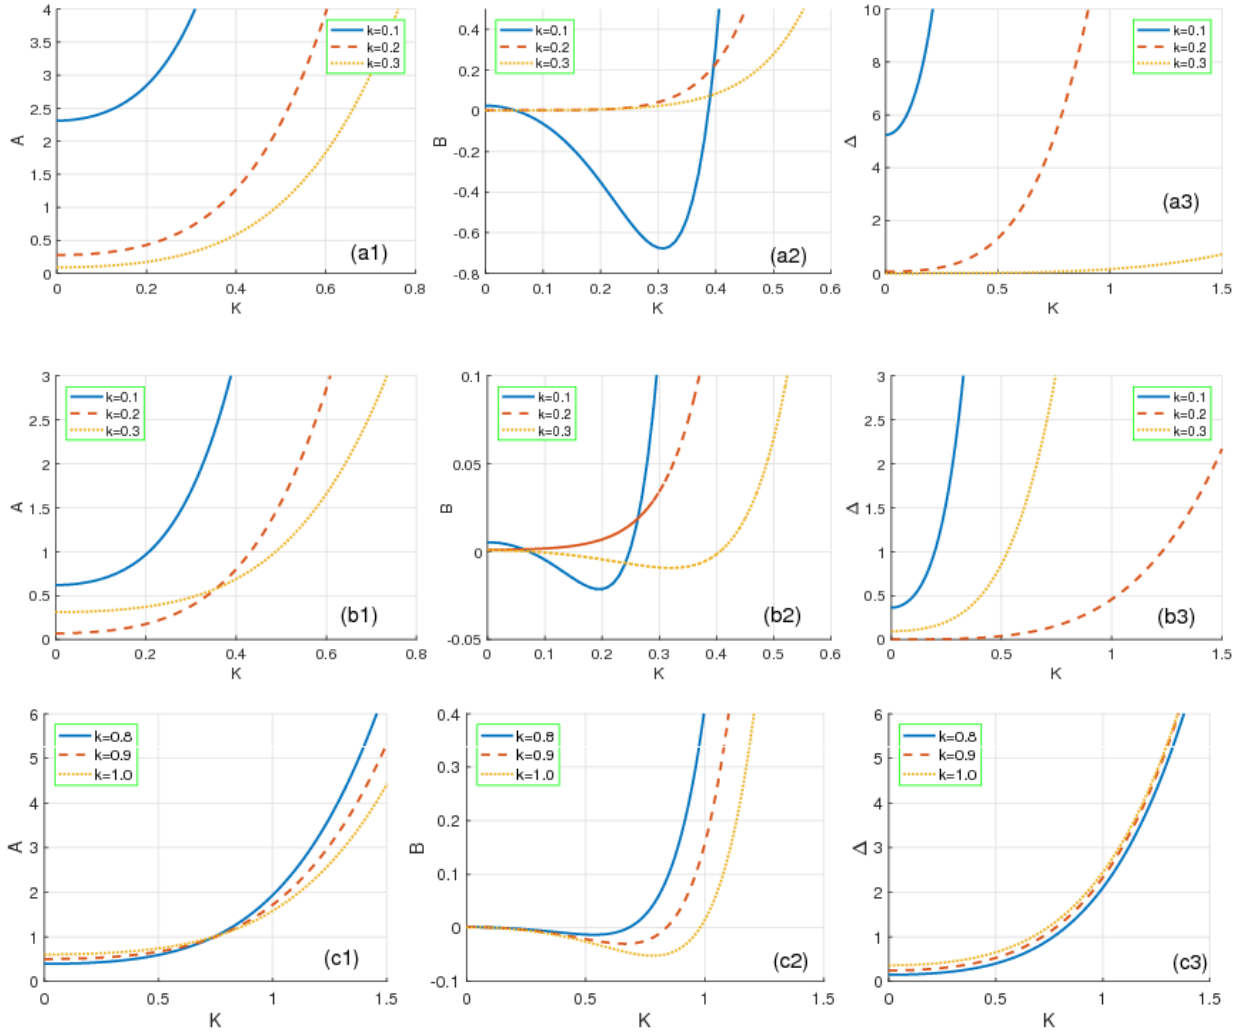 4
3.5
3
2.5
2
1.5
1
0.5
0
A
k=0.1
k=0.2
k=0.3
(a1)
0
0.2
0.4
0.6
0.8
K
0.4
0.2
0
-0.2
-0.4
-0.6
-0.8
B
k=0.1
k=0.2
k=0.3
(a2)
0
0.1
0.2
0.3
0.4
0.5
0.6
K
10
8
6
4
2
0
Δ
k=0.1
k=0.2
k=0.3
(a3)
0
0.5
1
1.5
K
3
2.5
2
1.5
1
0.5
0
A
k=0.1
k=0.2
k=0.3
(b1)
0
0.2
0.4
0.6
0.8
K
0.1
0.05
0
-0.05
B
k=0.1
k=0.2
k=0.3
(b2)
0
0.1
0.2
0.3
0.4
0.5
0.6
K
3
2.5
2
1.5
1
0.5
0
Δ
k=0.1
k=0.2
k=0.3
(b3)
0
0.5
1
1.5
K
6
5
4
3
2
1
0
A
k=0.8
k=0.9
k=1.0
(c1)
0
0.5
1
1.5
K
0.4
0.3
0.2
0.1
0
-0.1
B
k=0.8
k=0.9
k=1.0
(c2)
0
0.5
1
1.5
K
6
5
4
3
2
1
0
Δ
k=0.8
k=0.9
k=1.0
(c3)
0
0.5
1
1.5
K